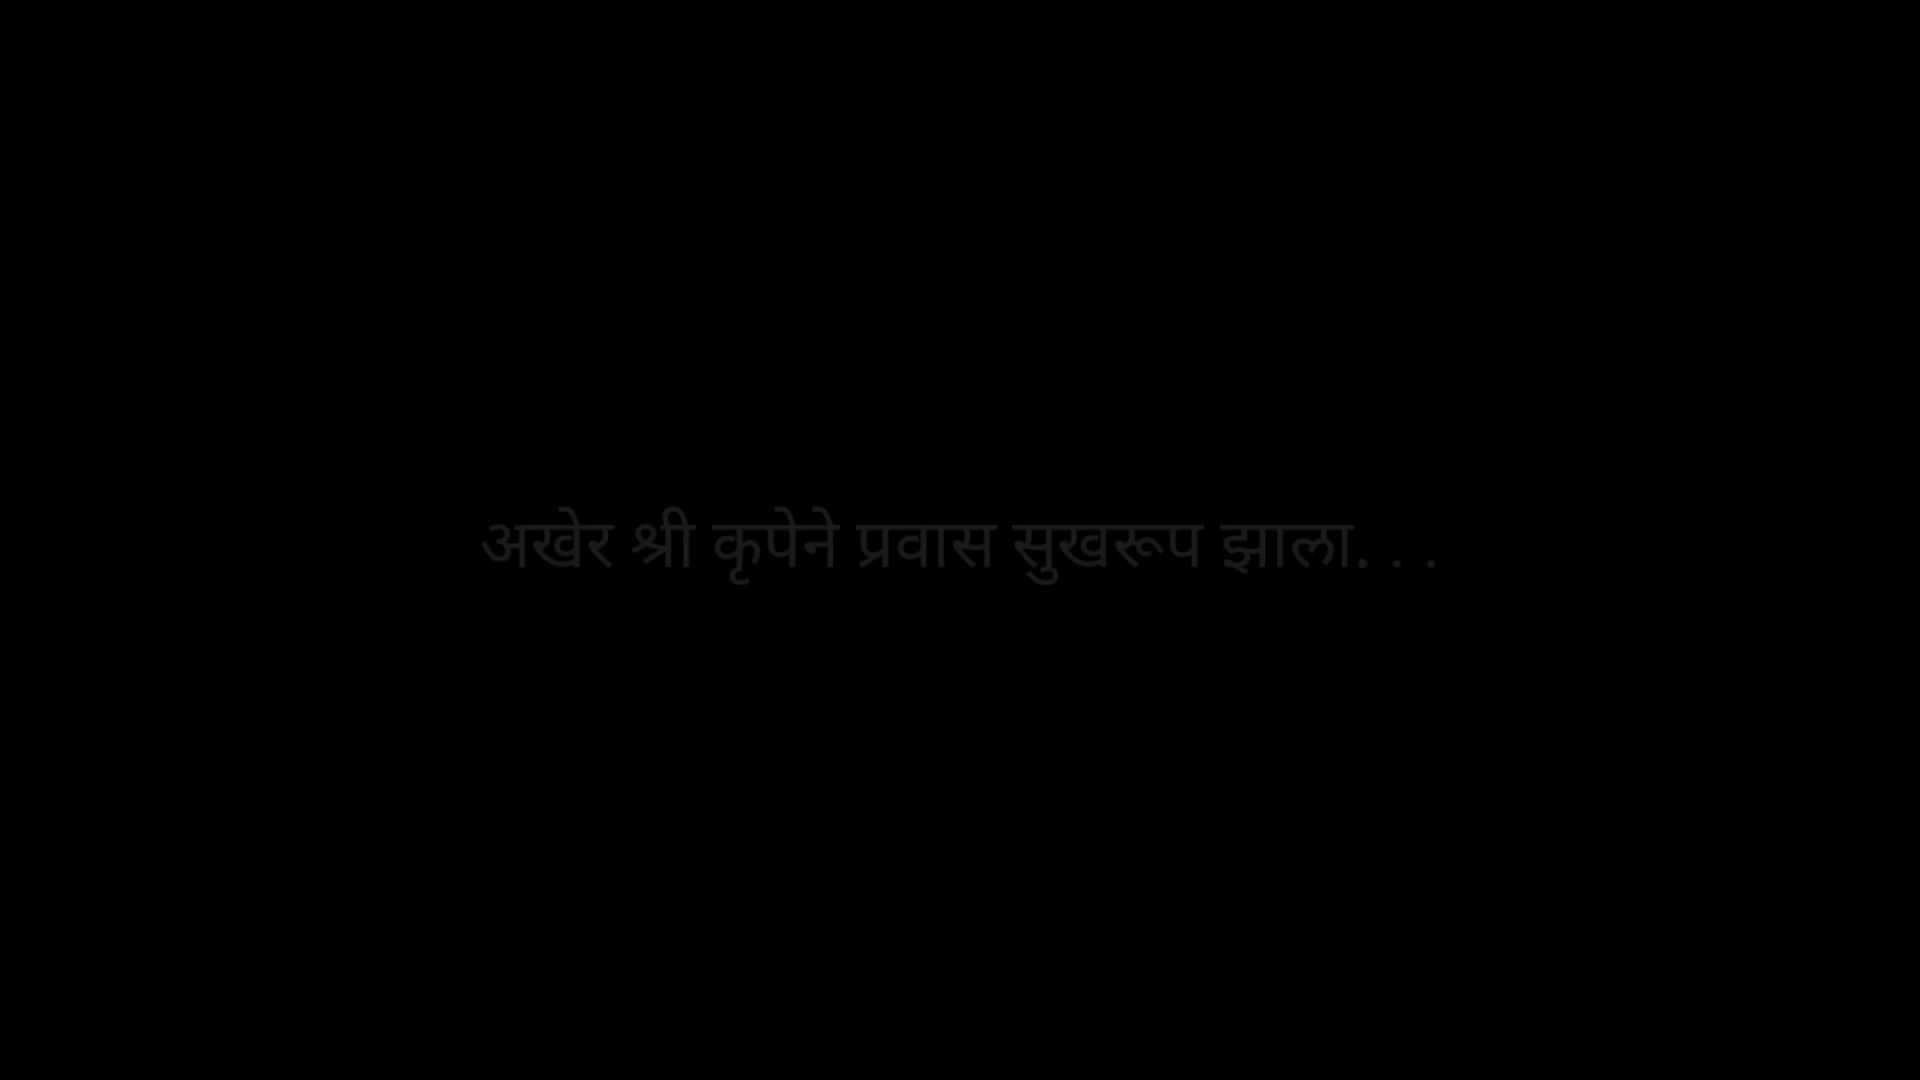 अखेर श्री कृपेने प्रवास सुखरूप झाला. . .